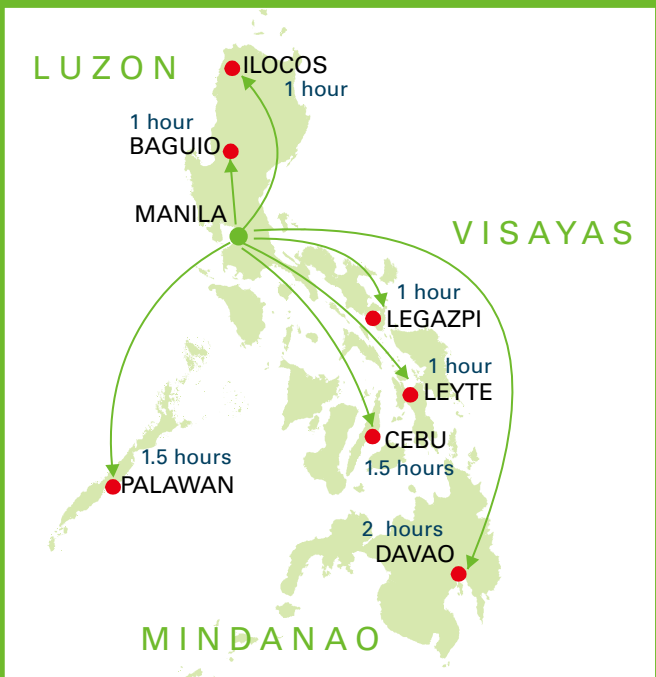 LUZON
ILOCOS
1 hour
1 hour
BAGUIO
MANILA
VISAYAS
1 hour
LEGAZPI
1 hour
LEYTE
CEBU
1.5 hours
1.5 hours
PALAWAN
2 hours
DAVAO
MINDANAO